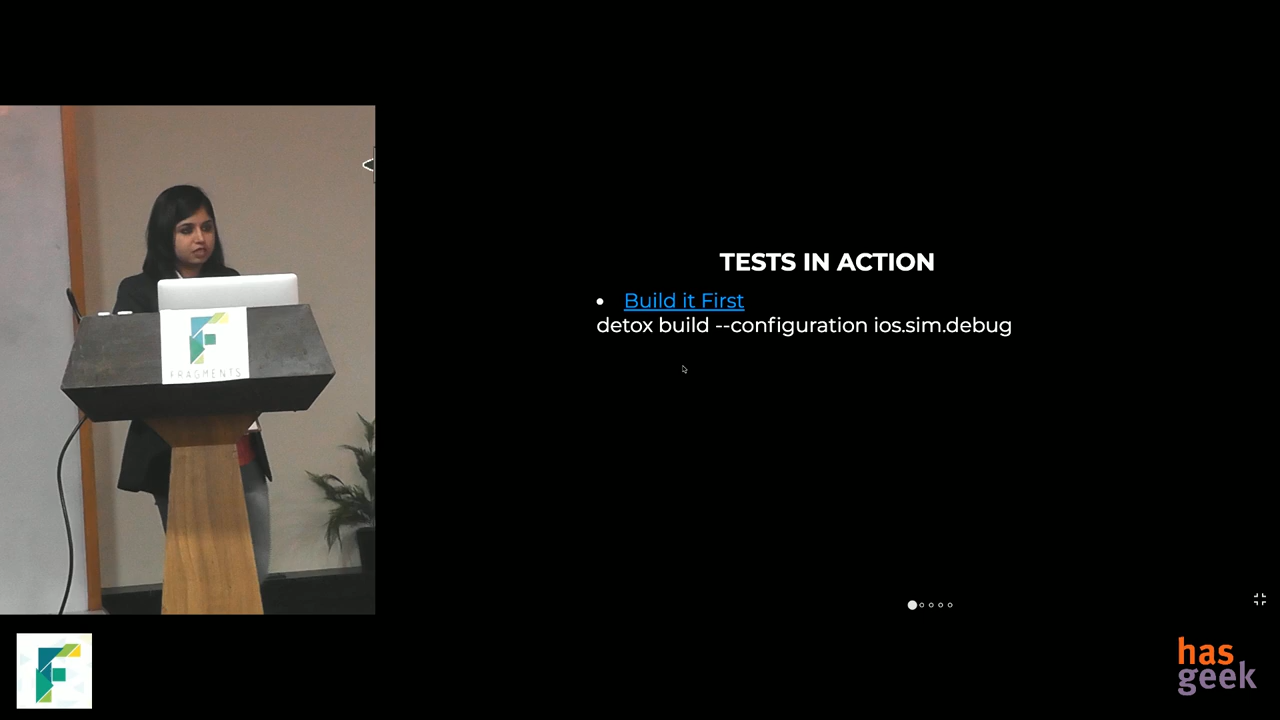 TESTS IN ACTION
Build it First
detox build --configuration ios.sim.debug
FRAGMENTS
has
geek